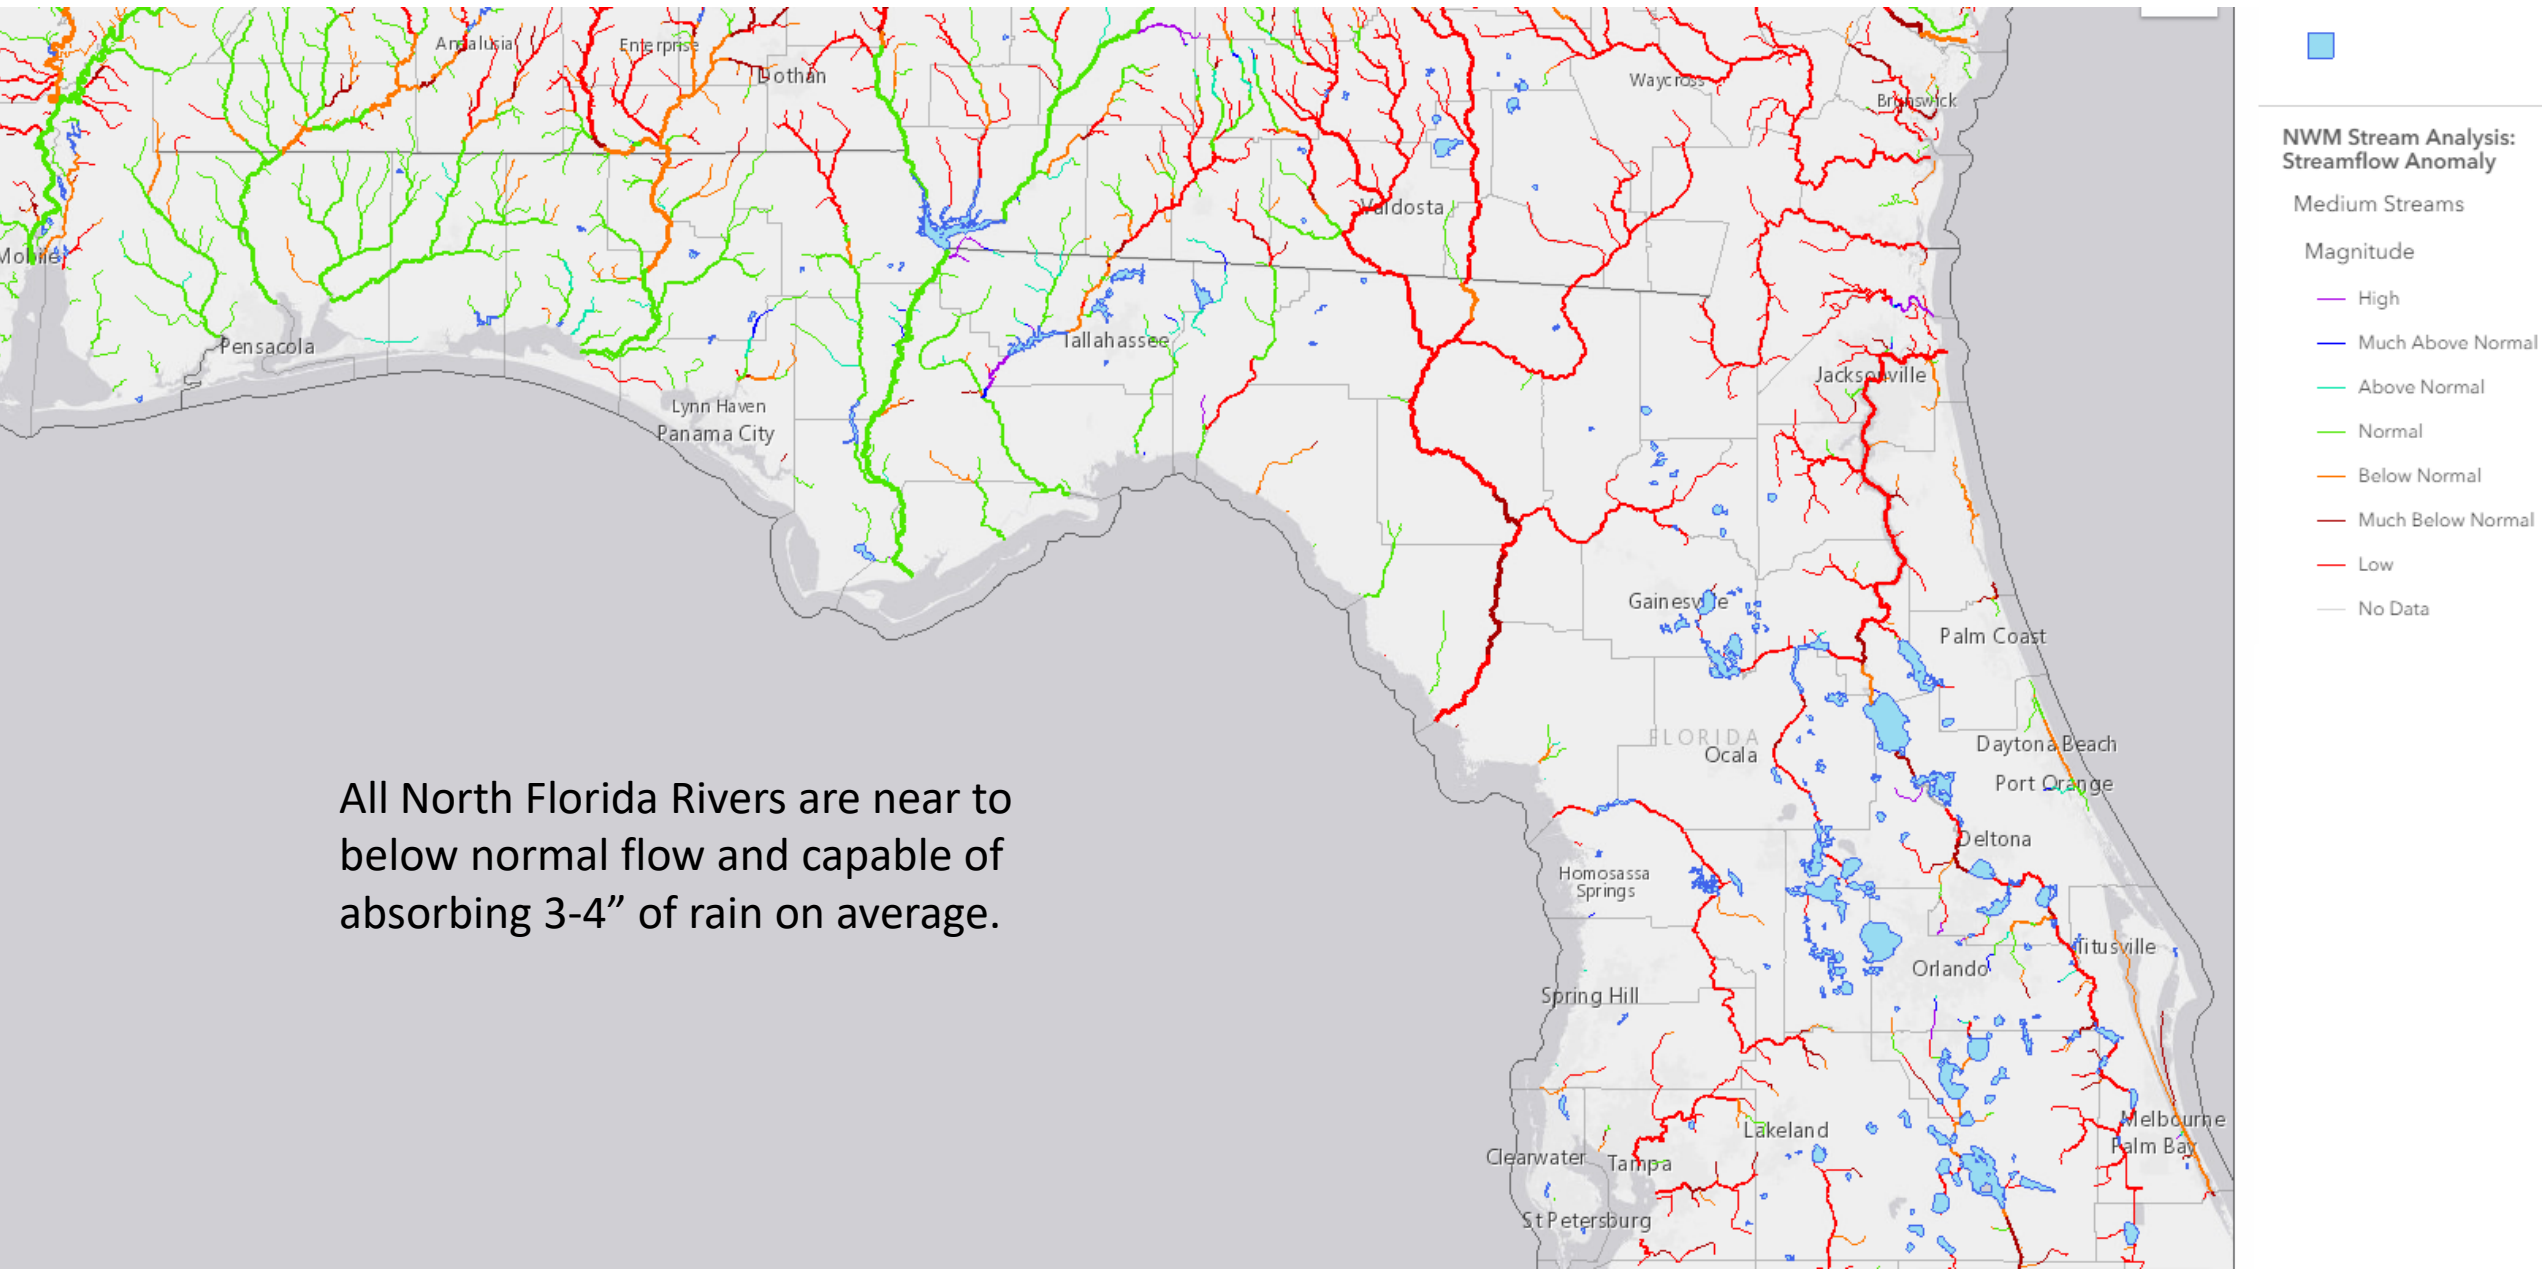 Andalusia
Enterprise
Dothan
Waycross
Brunswick
Valdosta
Mobile
Pensacola
Tallahassee
Jacksonville
Lynn Haven
Panama City
Gainesville
Palm Coast
FLORIDA
Ocala
Daytona Beach
Port Orange
Deltona
Homosassa
Springs
Titusville
Orlando
Spring Hill
Melbourne
Palm Bay
Lakeland
Clearwater
Tampa
St Petersburg
All North Florida Rivers are near to
below normal flow and capable of
absorbing 3-4” of rain on average.
NWM Stream Analysis:
Streamflow Anomaly
Medium Streams
Magnitude
High
Much Above Normal
Above Normal
Normal
Below Normal
Much Below Normal
Low
No Data